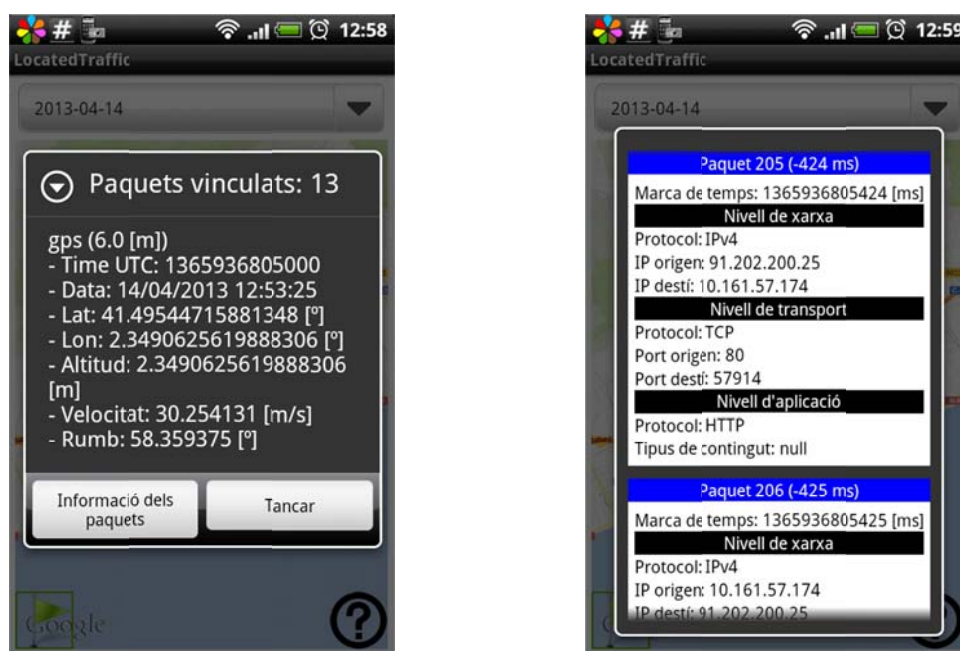 12:58
LocatedTraffic
2013-04-14
Paquets vinculats: 13
gps (6.0 [m])
- Time UTC: 1365936805000
- Data: 14/04/2013 12:53:25
- Lat: 41.49544715881348 [º]
- Lon: 2.3490625619888306 [º]
- Altitud: 2.3490625619888306
[m]
- Velocitat: 30.254131 [m/s]
- Rumb: 58.359375 [º]
Informació dels
paquets
Tancar
Google
?
12:59
LocatedTraffic
2013-04-14
Paquet 205 (-424 ms)
Marca de temps: 1365936805424 [ms]
Nivell de xarxa
Protocol: IPv4
IP origen: 91.202.200.25
IP destí: 10.161.57.174
Nivell de transport
Protocol: TCP
Port origen: 80
Port destí: 57914
Nivell d'aplicació
Protocol: HTTP
Tipus de contingut: null
Paquet 206 (-425 ms)
Marca de temps: 1365936805425 [ms]
Nivell de xarxa
Protocol: IPv4
IP origen: 10.161.57.174
IP destí: 91.202.200.25